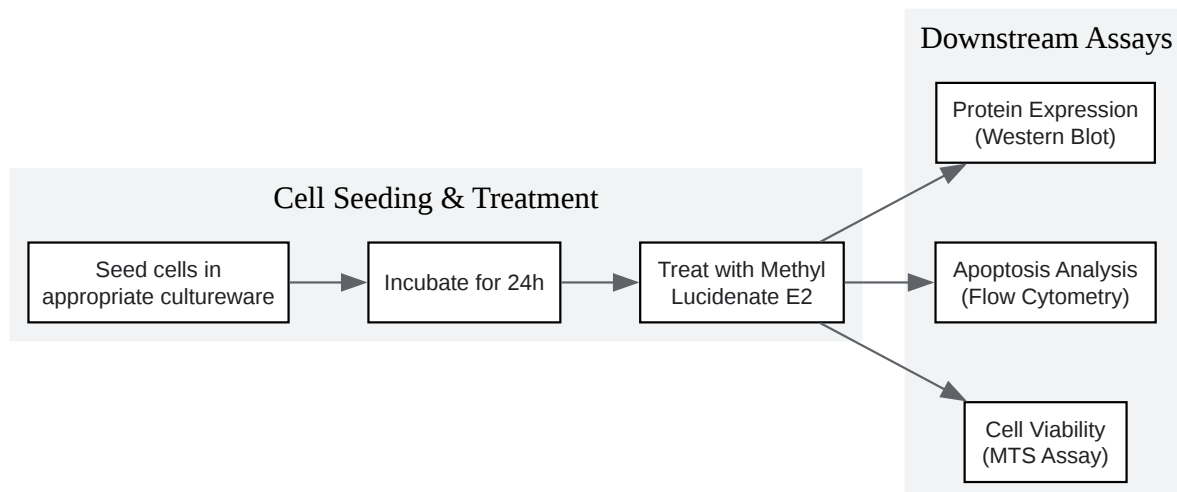 Cell Seeding & Treatment
Seed cells in
appropriate cultureware
Incubate for 24h
Treat with Methyl
Lucidenate E2
Downstream Assays
Protein Expression
(Western Blot)
Apoptosis Analysis
(Flow Cytometry)
Cell Viability
(MTS Assay)